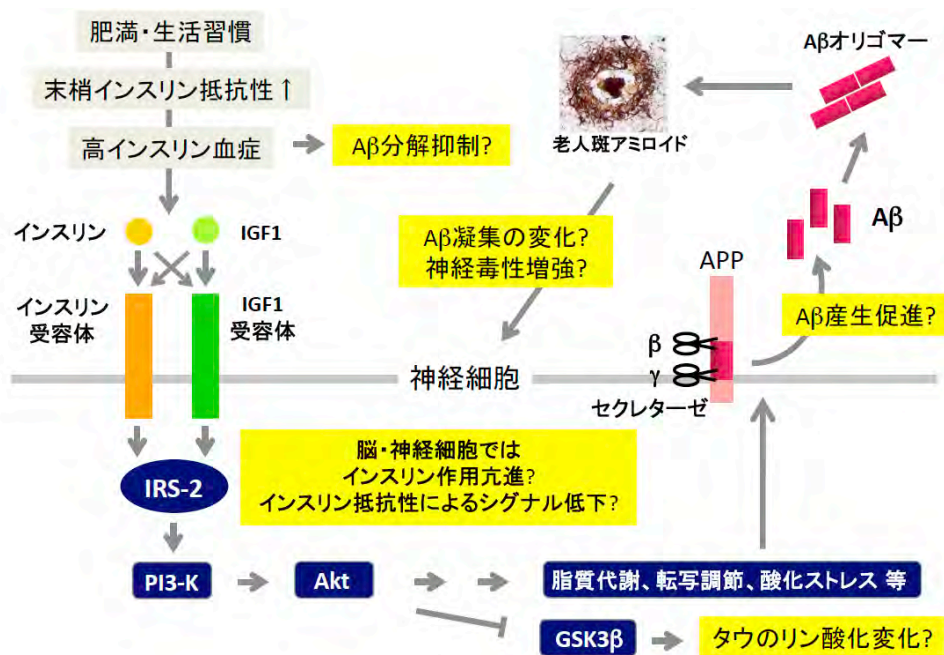 肥満・生活習慣
末梢インスリン抵抗性↑
高インスリン血症
Aβ分解抑制?
インスリン
IGF1
インスリン
受容体
IGF1
受容体
老人斑アミロイド
Aβオリゴマー
Aβ
Aβ凝集の変化?
神経毒性増強?
APP
Aβ産生促進?
β
γ
セクレターゼ
神経細胞
脳・神経細胞では
インスリン作用亢進?
インスリン抵抗性によるシグナル低下?
IRS-2
PI3-K
Akt
脂質代謝、転写調節、酸化ストレス 等
GSK3β
タウのリン酸化変化?